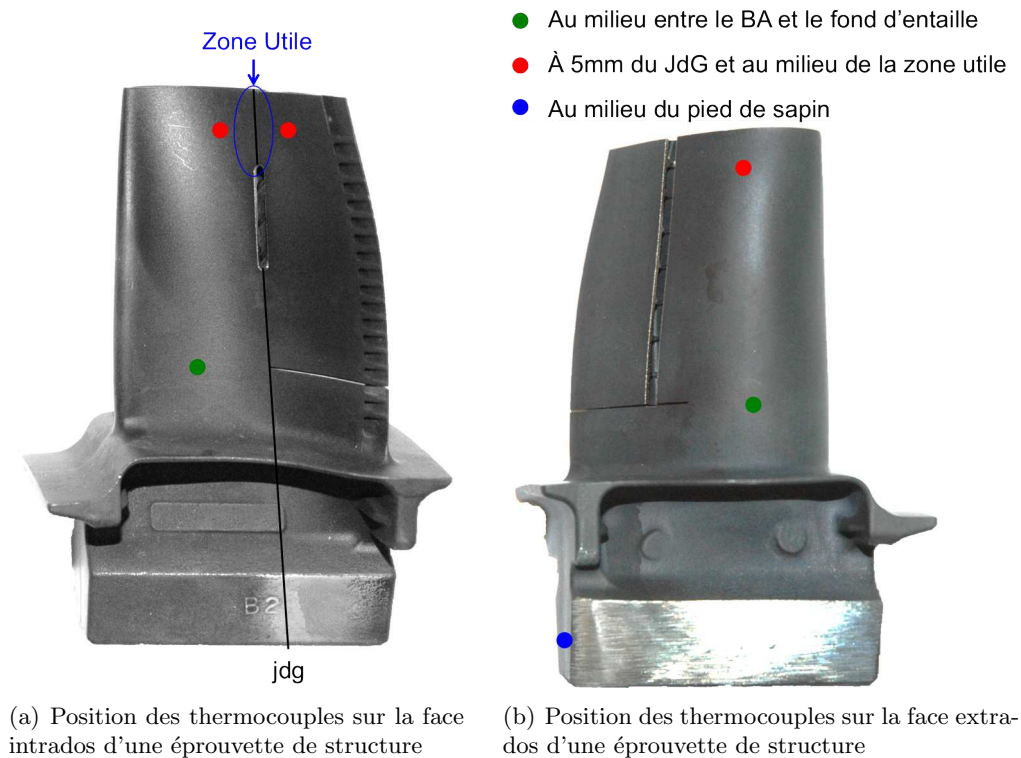 Zone Utile
Au milieu entre le BA et le fond d'entaille
À 5mm du JdG et au milieu de la zone utile
Au milieu du pied de sapin
B2
jdg
(a) Position des thermocouples sur la face
intrados d'une éprouvette de structure
(b) Position des thermocouples sur la face extra-
dos d'une éprouvette de structure